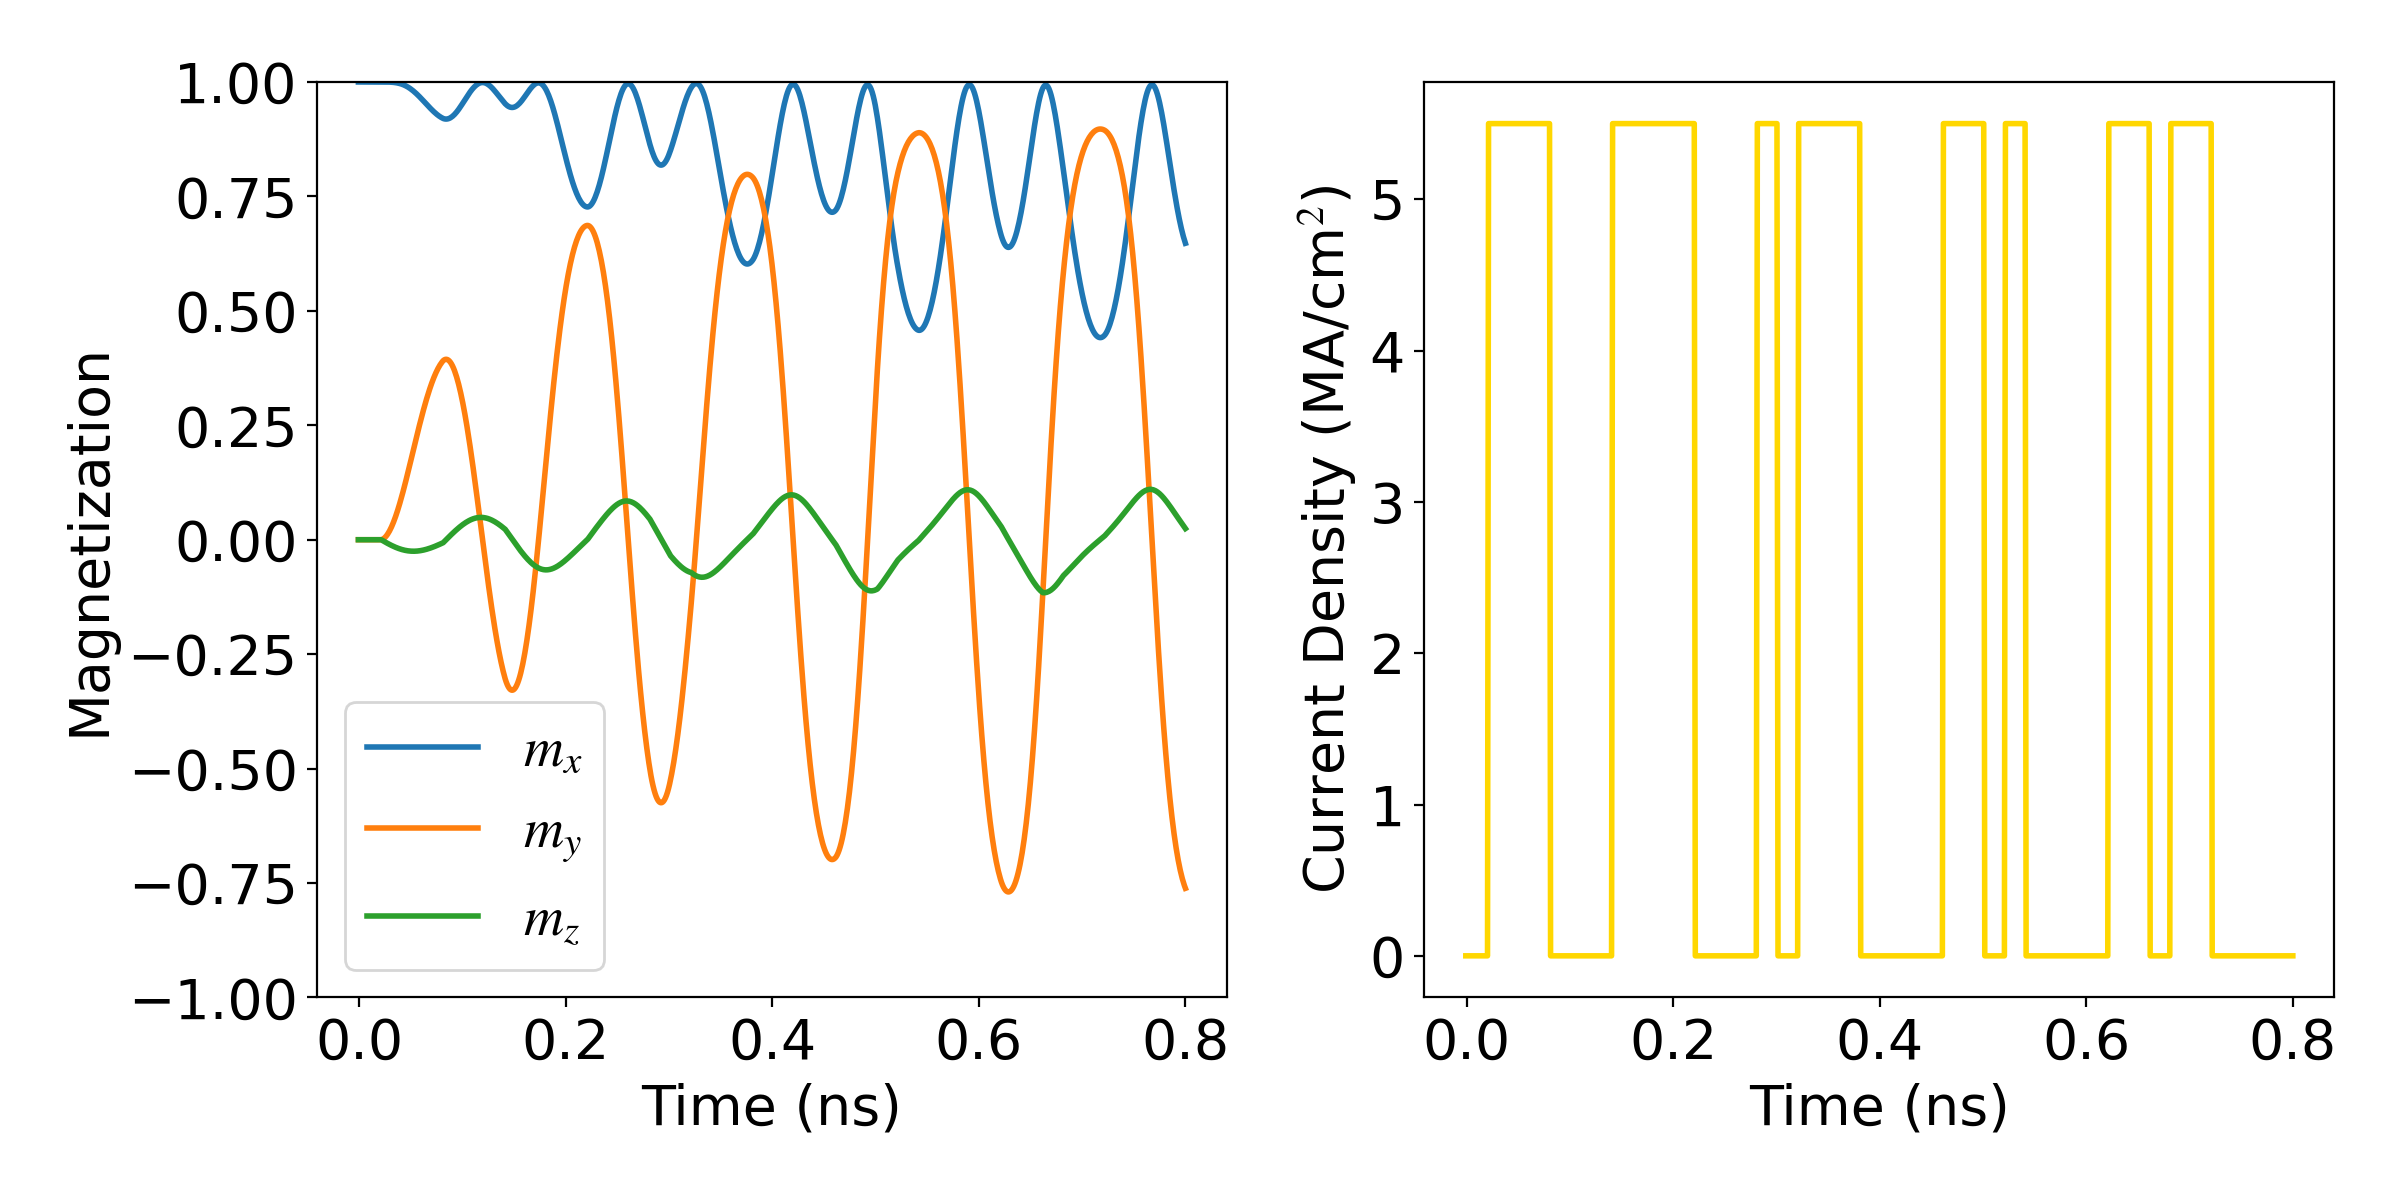 Magnetization
1.00
0.75
0.50
0.25
0.00
−0.25
−0.50
−0.75
−1.00
m_x
m_y
m_z
0.0 0.2 0.4 0.6 0.8
Time (ns)
Current Density (MA/cm²)
5
4
3
2
1
0
0.0 0.2 0.4 0.6 0.8
Time (ns)